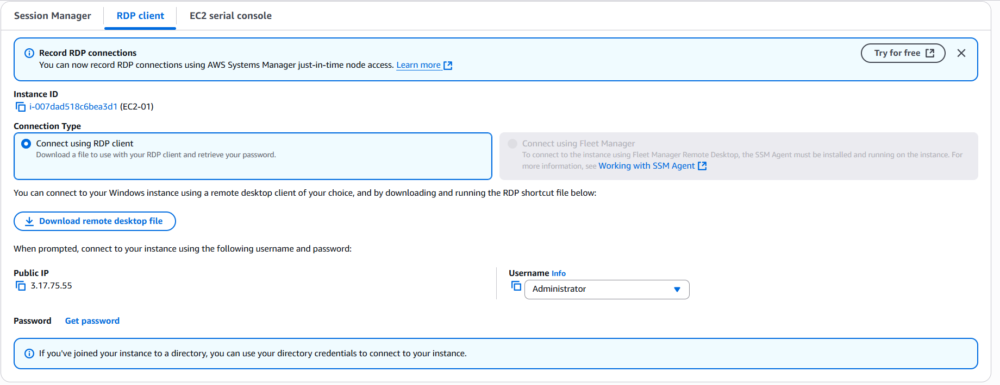 Session Manager
RDP client
EC2 serial console
Record RDP connections
You can now record RDP connections using AWS Systems Manager just-in-time node access. Learn more
Try for free
Instance ID
i-007dad518c6bea3d1 (EC2-01)
Connection Type
Connect using RDP client
Download a file to use with your RDP client and retrieve your password.
Connect using Fleet Manager
To connect to the instance using Fleet Manager Remote Desktop, the SSM Agent must be installed and running on the instance. For
more information, see Working with SSM Agent
You can connect to your Windows instance using a remote desktop client of your choice, and by downloading and running the RDP shortcut file below:
Download remote desktop file
When prompted, connect to your instance using the following username and password:
Public IP
3.17.75.55
Username Info
Administrator
Password Get password
If you've joined your instance to a directory, you can use your directory credentials to connect to your instance.